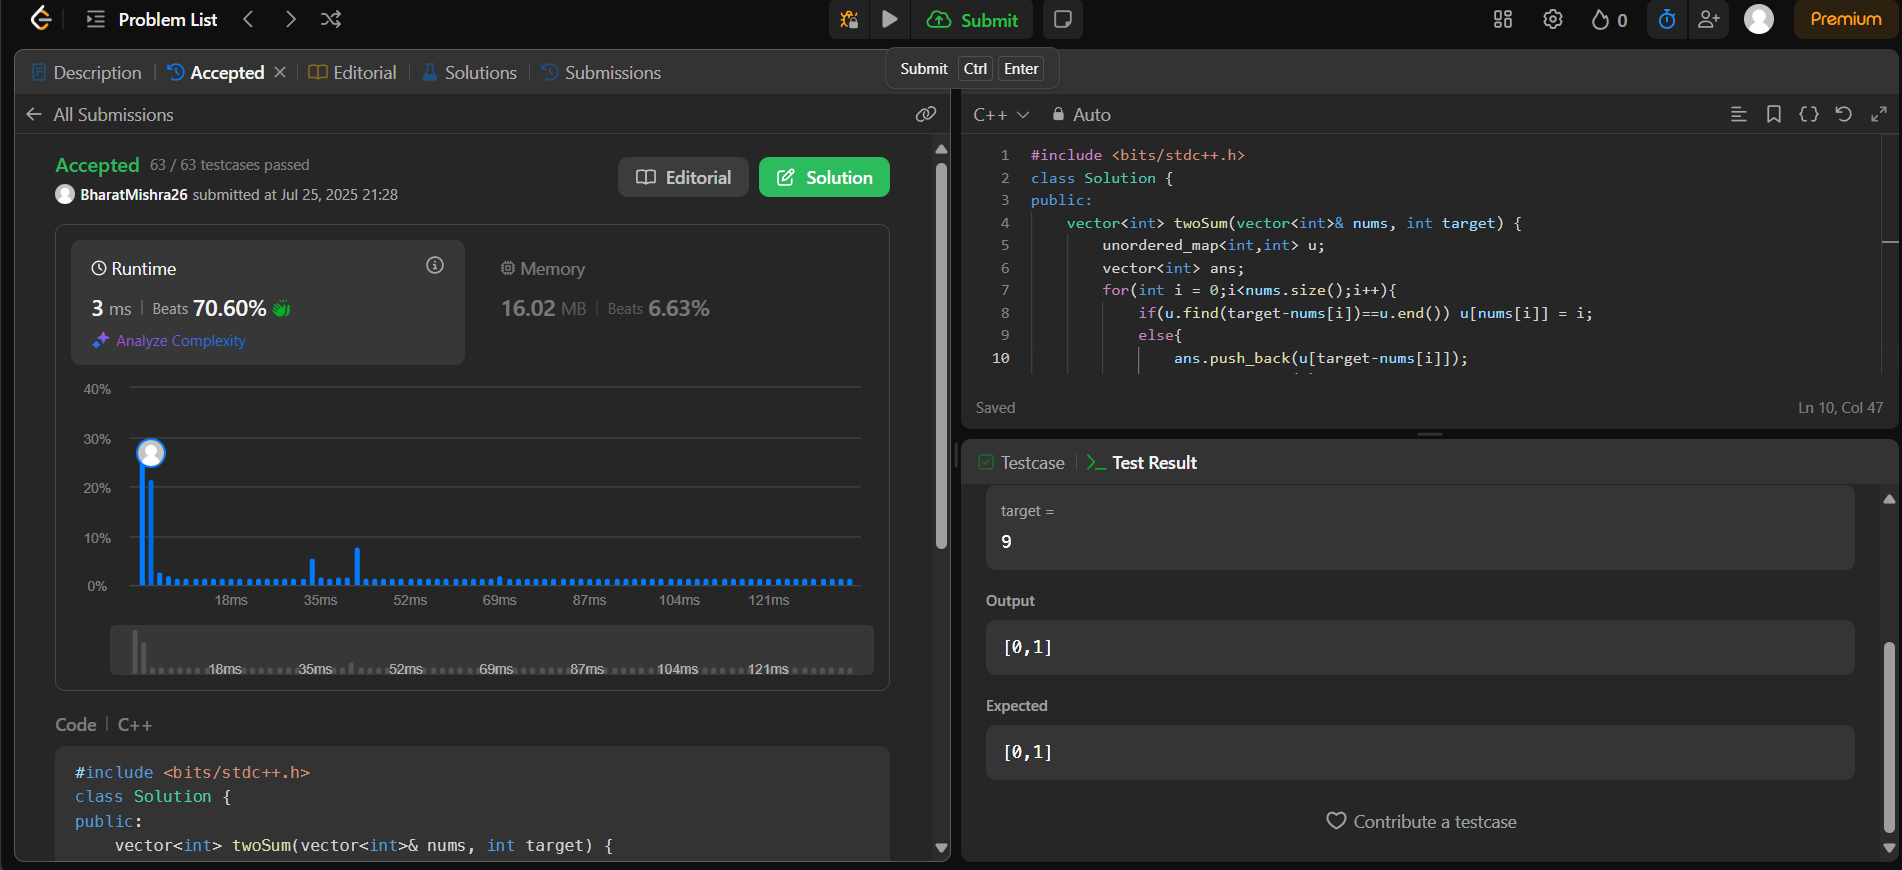 Problem List
Submit
0
Premium
Description
Accepted
Editorial
Solutions
Submissions
Submit Ctrl Enter
All Submissions
Accepted 63 / 63 testcases passed
BharatMishra26 submitted at Jul 25, 2025 21:28
Editorial
Solution
Runtime
3 ms Beats 70.60%
Analyze Complexity
Memory
16.02 MB Beats 6.63%
40%
30%
20%
10%
0%
18ms 35ms 52ms 69ms 87ms 104ms 121ms
18ms 35ms 52ms 69ms 87ms 104ms 121ms
Code C++
#include <bits/stdc++.h>
class Solution {
public:
    vector<int> twoSum(vector<int>& nums, int target) {
C++ Auto
1 #include <bits/stdc++.h>
2 class Solution {
3 public:
4     vector<int> twoSum(vector<int>& nums, int target) {
5         unordered_map<int,int> u;
6         vector<int> ans;
7         for(int i = 0;i<nums.size();i++){
8             if(u.find(target-nums[i])==u.end()) u[nums[i]] = i;
9             else{
10                 ans.push_back(u[target-nums[i]]);
Saved
Ln 10, Col 47
Testcase
Test Result
target =
9
Output
[0,1]
Expected
[0,1]
Contribute a testcase